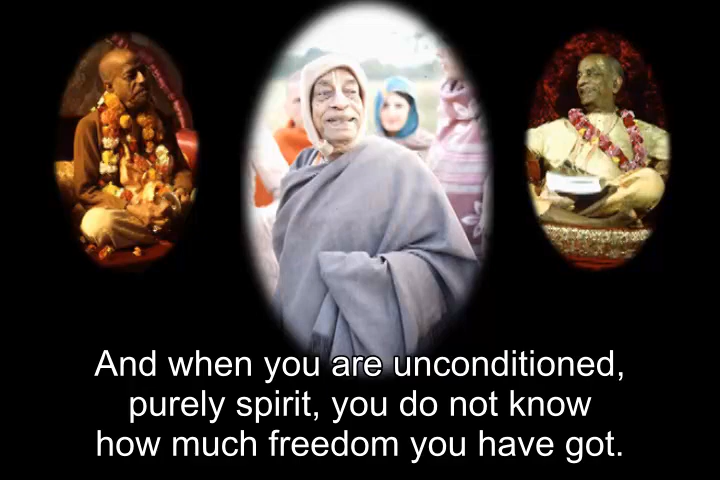 And when you are unconditioned,
purely spirit, you do not know
how much freedom you have got.